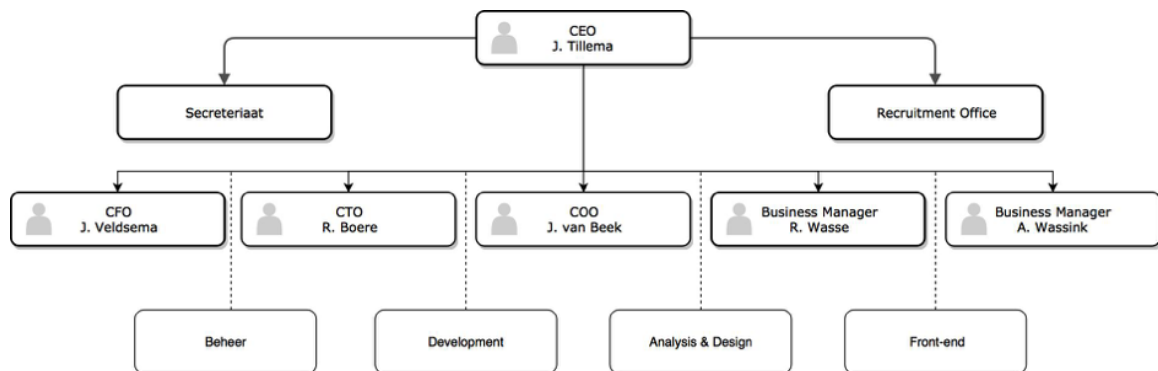 CEO
J. Tillema
Secreteriaat
Recruitment Office
CFO
J. Veldsema
CTO
R. Boere
COO
J. van Beek
Business Manager
R. Wasse
Business Manager
A. Wassink
Beheer
Development
Analysis & Design
Front-end